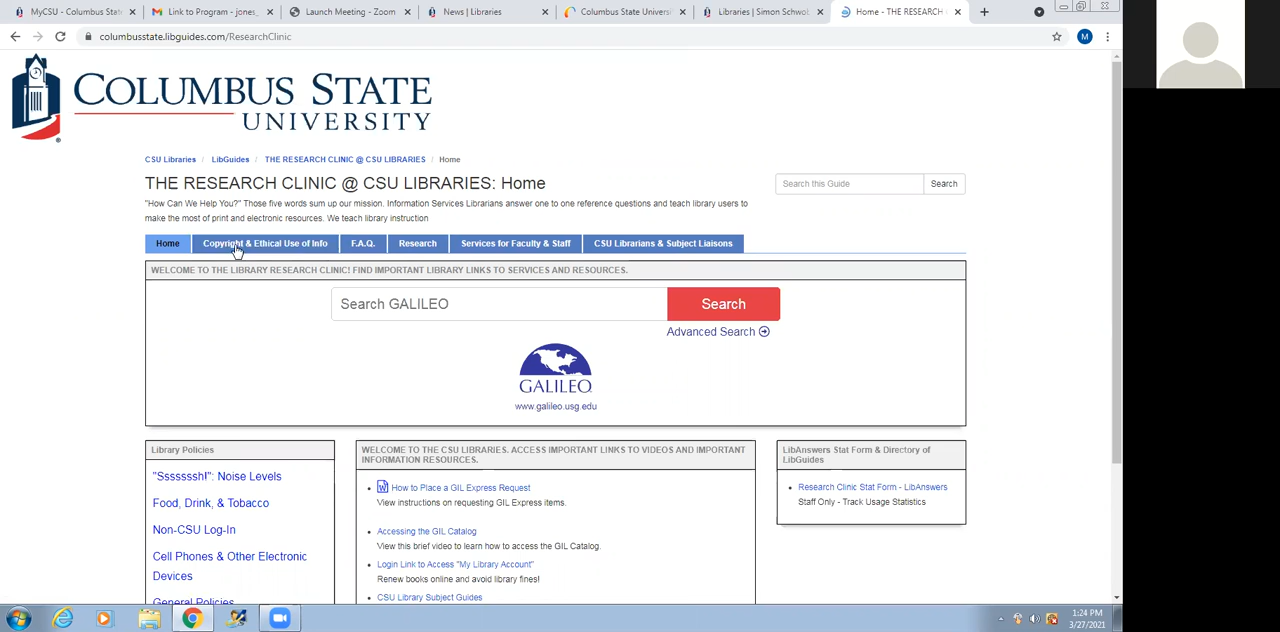 MyCSU - Columbus Stat
Link to Program - jones_
Launch Meeting - Zoom
News | Libraries
Columbus State Universi
Libraries | Simon Schwob
Home - THE RESEARCH
columbusstate.libguides.com/ResearchClinic
M
COLUMBUS STATE
UNIVERSITY
CSU Libraries / LibGuides / THE RESEARCH CLINIC @ CSU LIBRARIES / Home
THE RESEARCH CLINIC @ CSU LIBRARIES: Home
Search this Guide
Search
"How Can We Help You?" Those five words sum up our mission. Information Services Librarians answer one to one reference questions and teach library users to
make the most of print and electronic resources. We teach library instruction
Home
Copyright & Ethical Use of Info
F.A.Q.
Research
Services for Faculty & Staff
CSU Librarians & Subject Liaisons
WELCOME TO THE LIBRARY RESEARCH CLINIC! FIND IMPORTANT LIBRARY LINKS TO SERVICES AND RESOURCES.
Search GALILEO
Search
Advanced Search
GALILEO
www.galileo.usg.edu
Library Policies
"Sssssssh!": Noise Levels
Food, Drink, & Tobacco
Non-CSU Log-In
Cell Phones & Other Electronic
Devices
General Policies
WELCOME TO THE CSU LIBRARIES. ACCESS IMPORTANT LINKS TO VIDEOS AND IMPORTANT
INFORMATION RESOURCES.
How to Place a GIL Express Request
View instructions on requesting GIL Express items.
Accessing the GIL Catalog
View this brief video to learn how to access the GIL Catalog.
Login Link to Access "My Library Account"
Renew books online and avoid library fines!
CSU Library Subject Guides
LibAnswers Stat Form & Directory of
LibGuides
Research Clinic Stat Form - LibAnswers
Staff Only - Track Usage Statistics
1:24 PM
3/27/2021